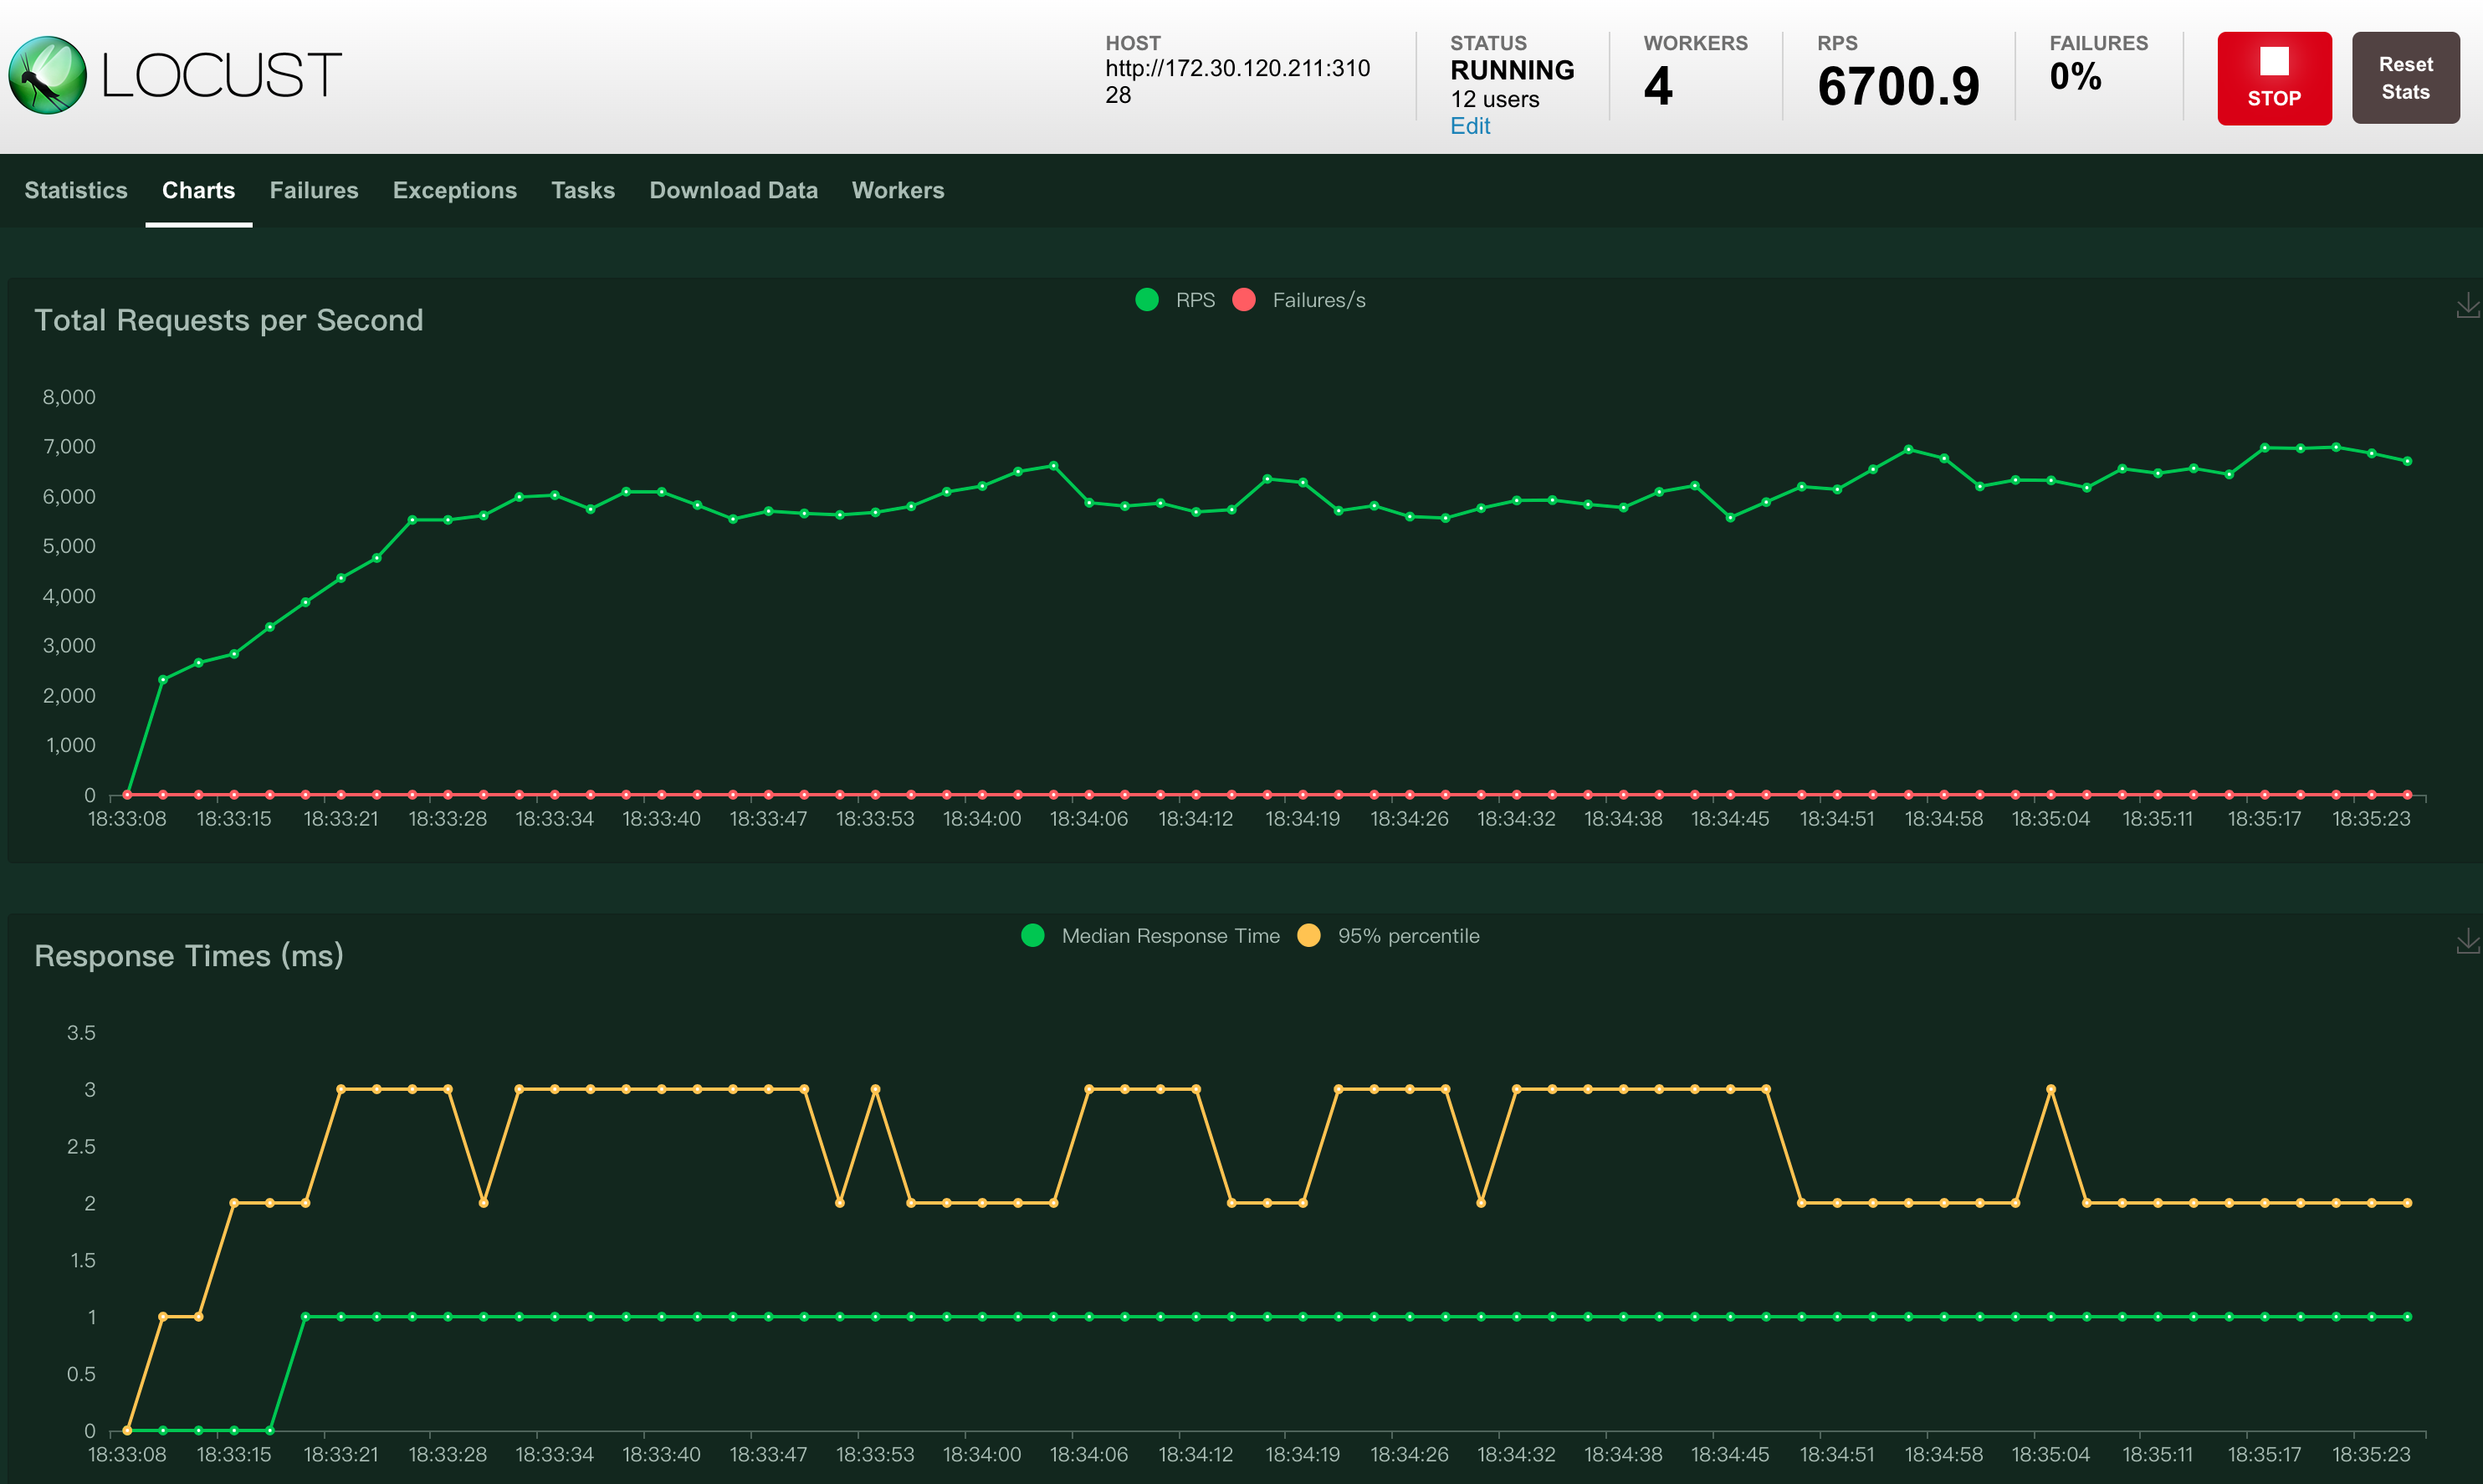 LOCUST
HOST
http://172.30.120.211:310
28
STATUS
RUNNING
12 users
Edit
WORKERS
4
RPS
6700.9
FAILURES
0%
STOP
Reset
Stats
Statistics Charts Failures Exceptions Tasks Download Data Workers
Total Requests per Second
RPS Failures/s
8,000
7,000
6,000
5,000
4,000
3,000
2,000
1,000
0
18:33:08 18:33:15 18:33:21 18:33:28 18:33:34 18:33:40 18:33:47 18:33:53 18:34:00 18:34:06 18:34:12 18:34:19 18:34:26 18:34:32 18:34:38 18:34:45 18:34:51 18:34:58 18:35:04 18:35:11 18:35:17 18:35:23
Response Times (ms)
Median Response Time 95% percentile
3.5
3
2.5
2
1.5
1
0.5
0
18:33:08 18:33:15 18:33:21 18:33:28 18:33:34 18:33:40 18:33:47 18:33:53 18:34:00 18:34:06 18:34:12 18:34:19 18:34:26 18:34:32 18:34:38 18:34:45 18:34:51 18:34:58 18:35:04 18:35:11 18:35:17 18:35:23